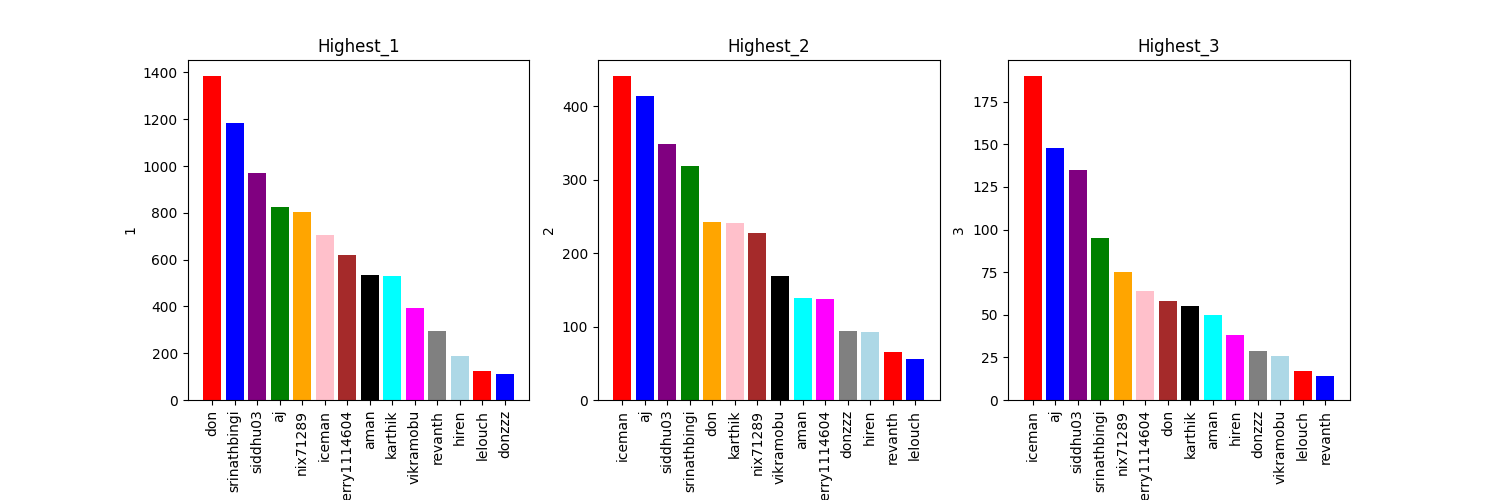 Highest_1
1
1400
1200
1000
800
600
400
200
0
don
srinathbingi
siddhu03
aj
nix71289
iceman
erry1114604
aman
karthik
vikramobu
revanth
hiren
lelouch
donzzz
Highest_2
2
400
300
200
100
0
iceman
aj
siddhu03
srinathbingi
don
karthik
nix71289
vikramobu
aman
erry1114604
donzzz
hiren
revanth
lelouch
Highest_3
3
175
150
125
100
75
50
25
0
iceman
aj
siddhu03
srinathbingi
nix71289
erry1114604
don
karthik
aman
hiren
donzzz
vikramobu
lelouch
revanth